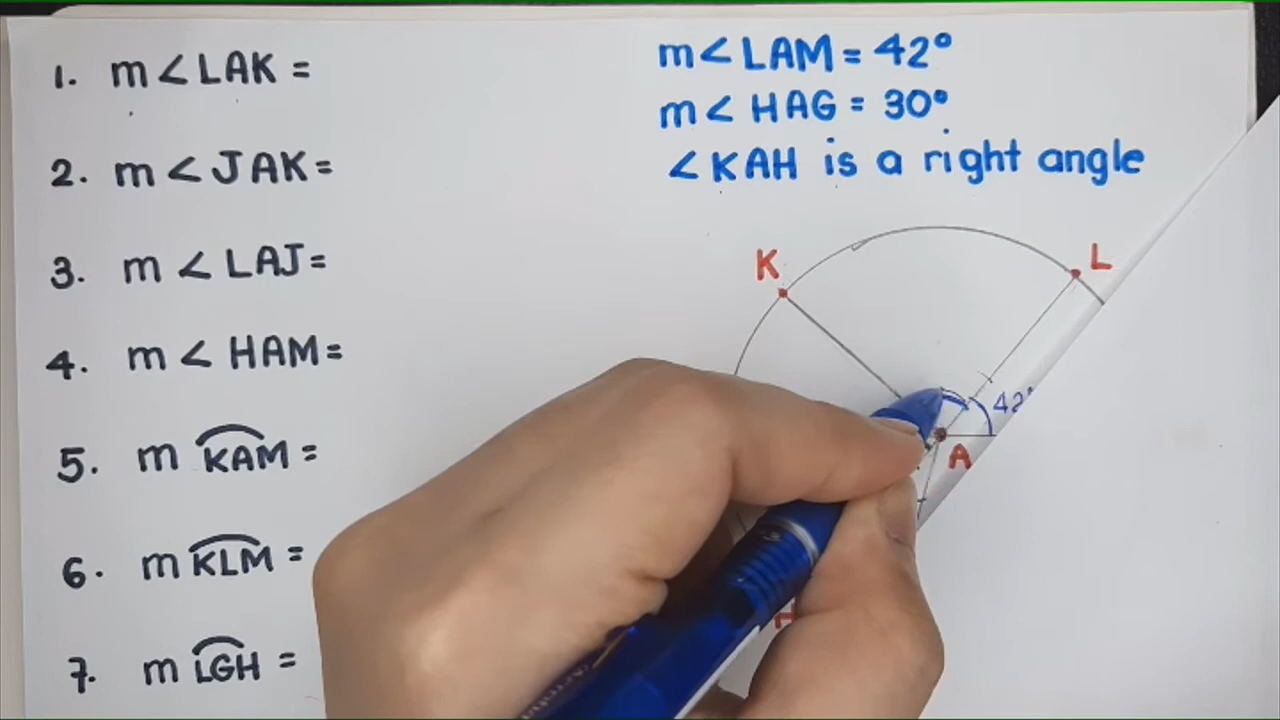 1. m∠LAK =
2. m∠JAK=
3. m∠LAJ=
4. m∠HAM=
5. m KAM =
6. m KLM =
7. m LGH =
m∠LAM = 42°
m∠HAG = 30°
∠KAH is a right angle
K
L
42°
A
H